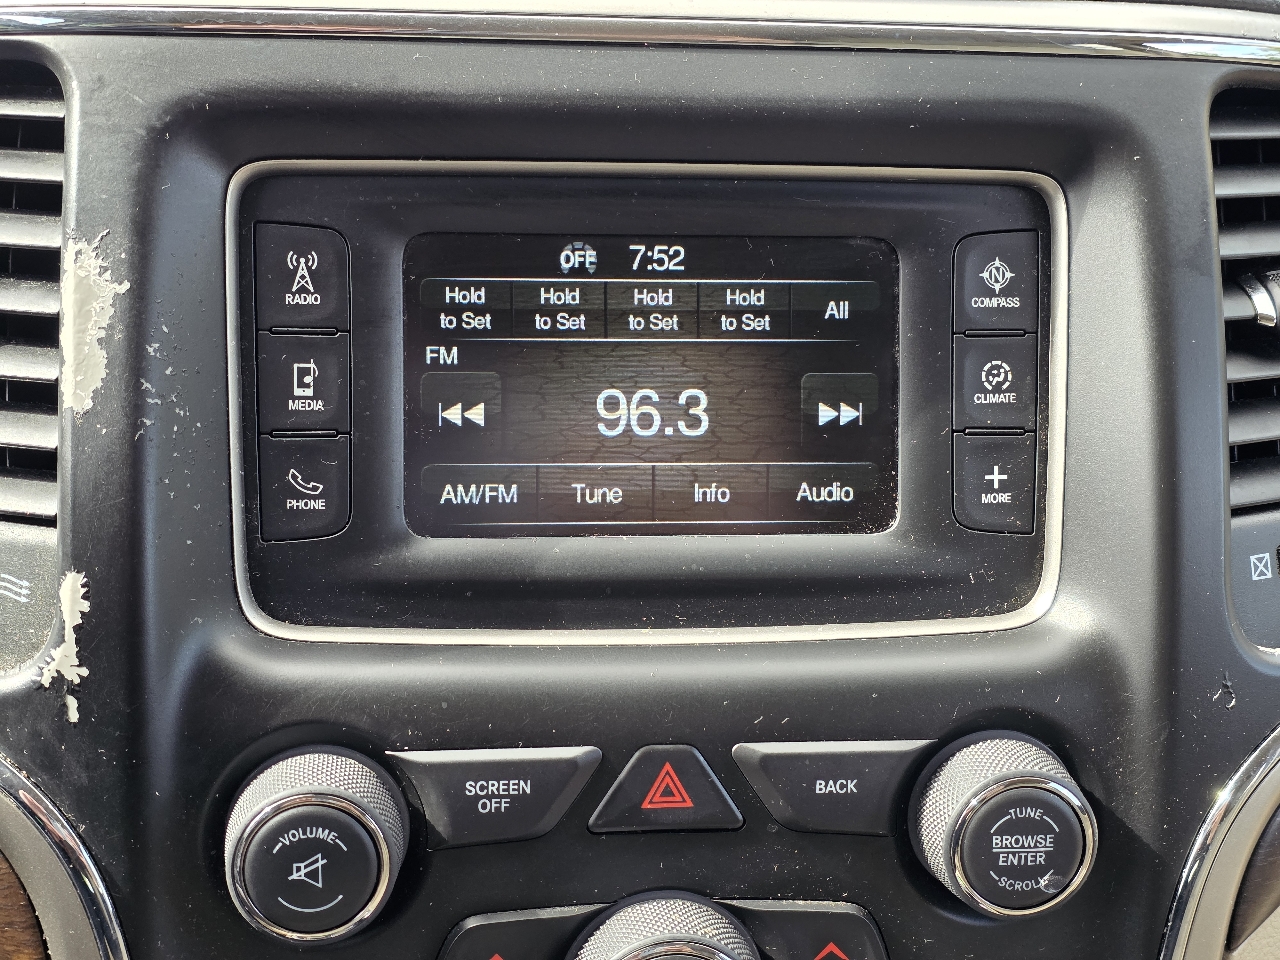 OFF 7:52
Hold to Set
Hold to Set
Hold to Set
Hold to Set
All
FM
96.3
AM/FM
Tune
Info
Audio
RADIO
MEDIA
PHONE
N
COMPASS
CLIMATE
MORE
SCREEN
OFF
BACK
VOLUME
TUNE
BROWSE
ENTER
SCROLL